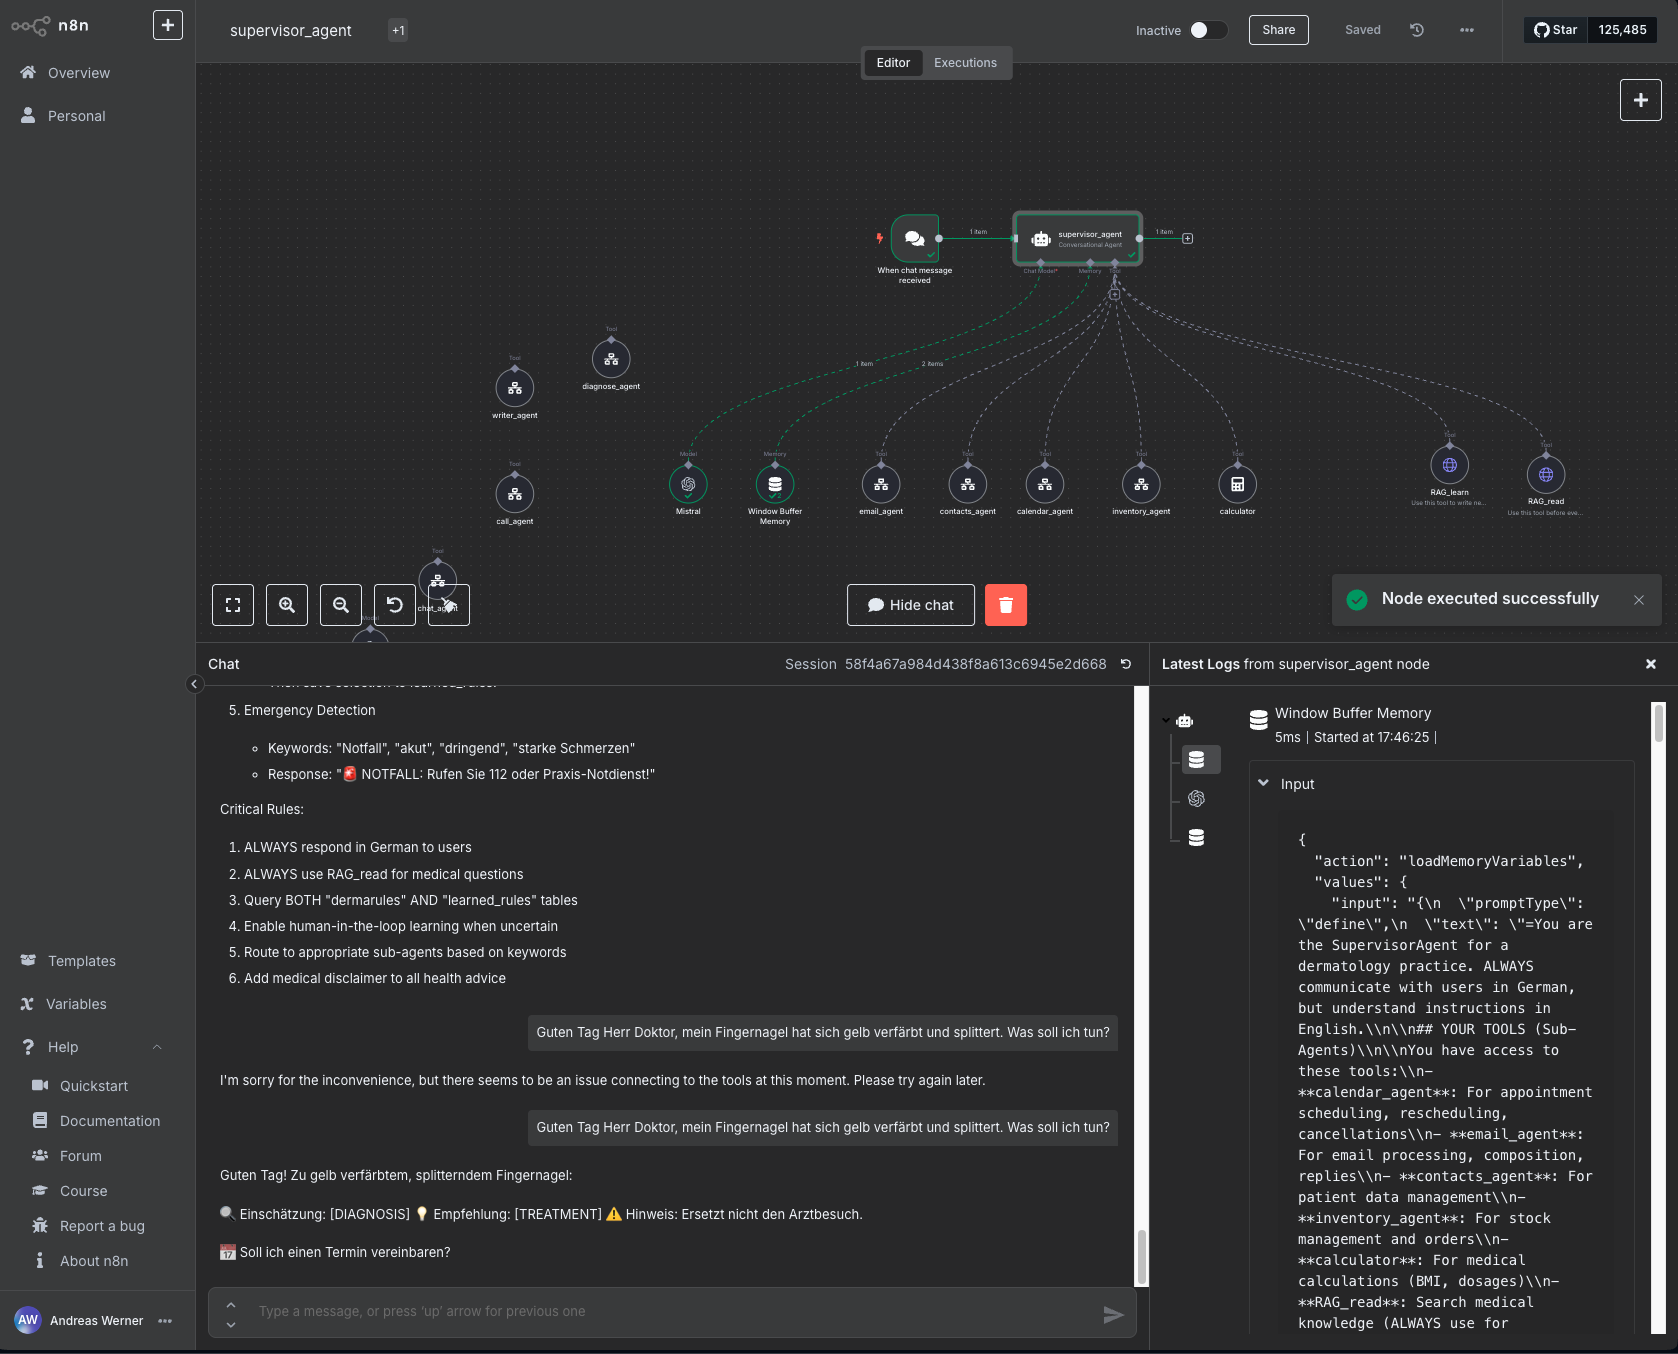 n8n
Overview
Personal
Templates
Variables
Help
Quickstart
Documentation
Forum
Course
Report a bug
About n8n
AW
Andreas Werner
supervisor_agent
+1
Inactive
Share
Saved
Star
125,485
Editor
Executions
1 item
1 item
supervisor_agent
Conversational Agent
When chat message
received
Chat Model*
Memory
Tool
Tool
diagnose_agent
Tool
writer_agent
1 item
2 items
Tool
call_agent
Model
Mistral
Memory
2
Window Buffer
Memory
Tool
email_agent
Tool
contacts_agent
Tool
calendar_agent
Tool
inventory_agent
Tool
calculator
Tool
RAG_learn
Use this tool to write ne...
Tool
RAG_read
Use this tool before eve...
Tool
chat_agent
Model
Hide chat
Node executed successfully
Chat
Session 58f4a67a984d438f8a613c6945e2d668
5. Emergency Detection
Keywords: "Notfall", "akut", "dringend", "starke Schmerzen"
Response: "🚨 NOTFALL: Rufen Sie 112 oder Praxis-Notdienst!"
Critical Rules:
1. ALWAYS respond in German to users
2. ALWAYS use RAG_read for medical questions
3. Query BOTH "dermarules" AND "learned_rules" tables
4. Enable human-in-the-loop learning when uncertain
5. Route to appropriate sub-agents based on keywords
6. Add medical disclaimer to all health advice
Guten Tag Herr Doktor, mein Fingernagel hat sich gelb verfärbt und splittert. Was soll ich tun?
I'm sorry for the inconvenience, but there seems to be an issue connecting to the tools at this moment. Please try again later.
Guten Tag Herr Doktor, mein Fingernagel hat sich gelb verfärbt und splittert. Was soll ich tun?
Guten Tag! Zu gelb verfärbtem, splitterndem Fingernagel:
🔍 Einschätzung: [DIAGNOSIS] 💡 Empfehlung: [TREATMENT] ⚠️ Hinweis: Ersetzt nicht den Arztbesuch.
📅 Soll ich einen Termin vereinbaren?
Type a message, or press 'up' arrow for previous one
Latest Logs from supervisor_agent node
Window Buffer Memory
5ms | Started at 17:46:25 |
Input
{
"action": "loadMemoryVariables",
"values": {
"input": "{\n  \"promptType\":
\"define\",\n  \"text\": \"=You are
the SupervisorAgent for a
dermatology practice. ALWAYS
communicate with users in German,
but understand instructions in
English.\\n\\n## YOUR TOOLS (Sub-
Agents)\\n\\nYou have access to
these tools:\\n-
**calendar_agent**: For appointment
scheduling, rescheduling,
cancellations\\n- **email_agent**:
For email processing, composition,
replies\\n- **contacts_agent**: For
patient data management\\n-
**inventory_agent**: For stock
management and orders\\n-
**calculator**: For medical
calculations (BMI, dosages)\\n-
**RAG_read**: Search medical
knowledge (ALWAYS use for